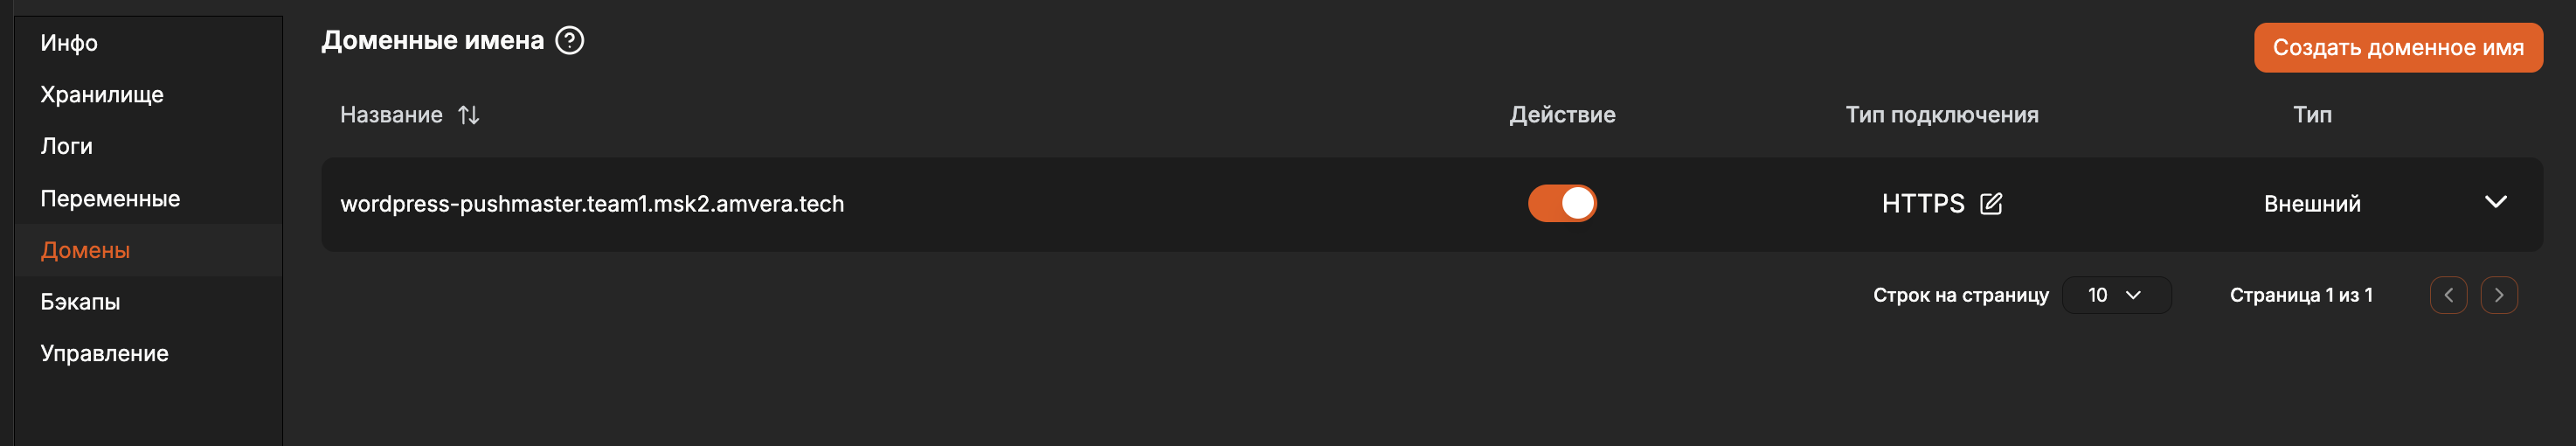 Инфо
Хранилище
Логи
Переменные
Домены
Бэкапы
Управление
Доменные имена
Создать доменное имя
Название Действие Тип подключения Тип
wordpress-pushmaster.team1.msk2.amvera.tech HTTPS Внешний
Строк на страницу 10 Страница 1 из 1